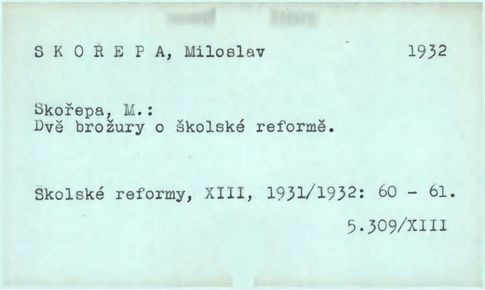 S K O Ř E P A, Miloslav 1932
Skořepa, M.:
Dvě brožury o školské reformě.
Školské reformy, XIII, 1931/1932: 60 - 61.
5.309/XIII